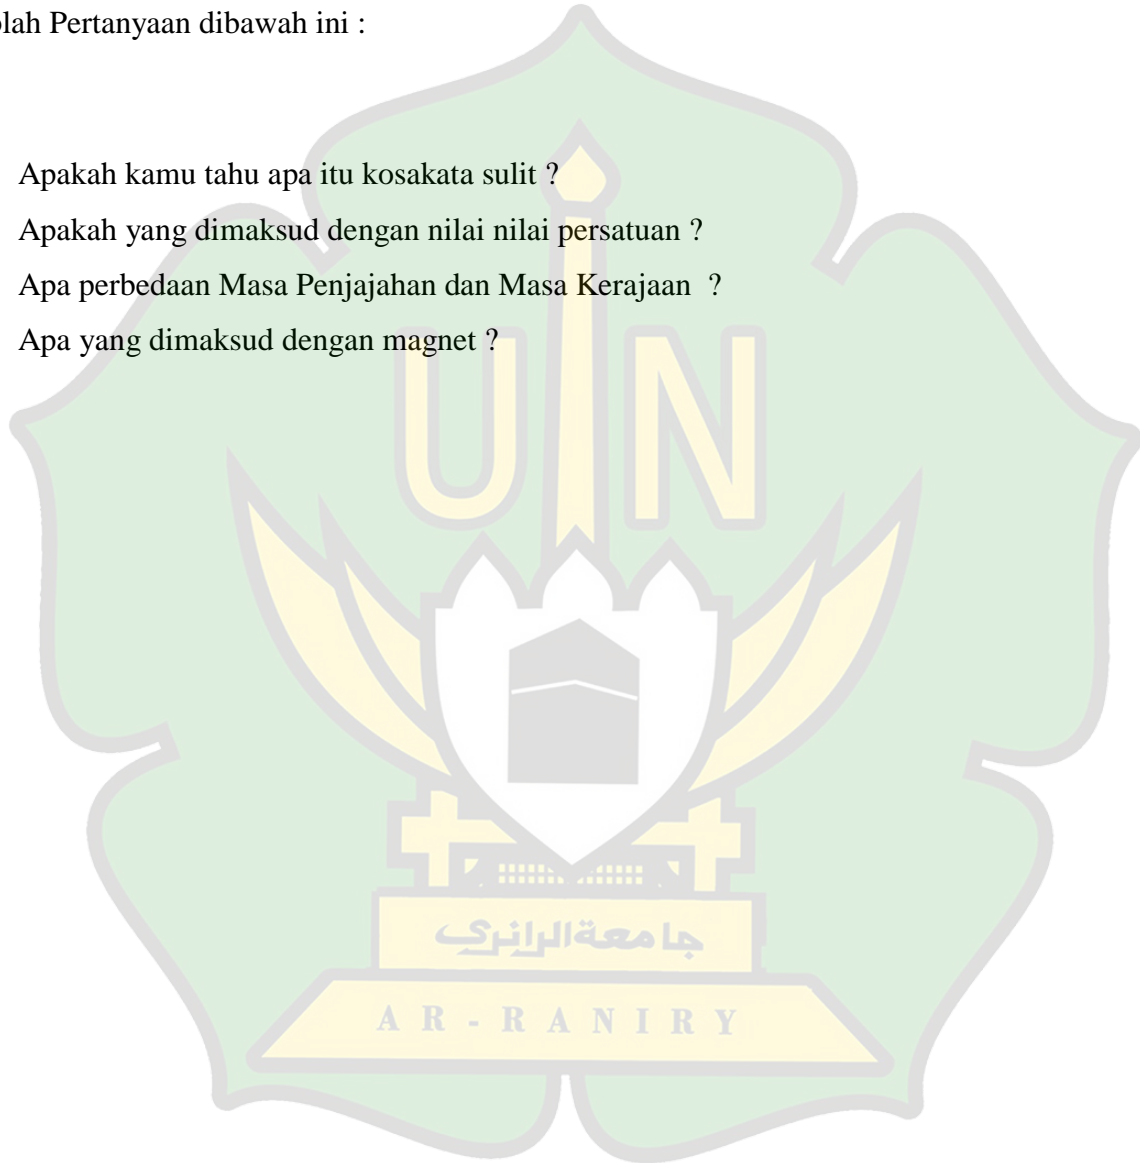 lah Pertanyaan dibawah ini :
Apakah kamu tahu apa itu kosakata sulit ?
Apakah yang dimaksud dengan nilai nilai persatuan ?
Apa perbedaan Masa Penjajahan dan Masa Kerajaan ?
Apa yang dimaksud dengan magnet ?
UIN
جامعة الرانري
AR-RANIRY